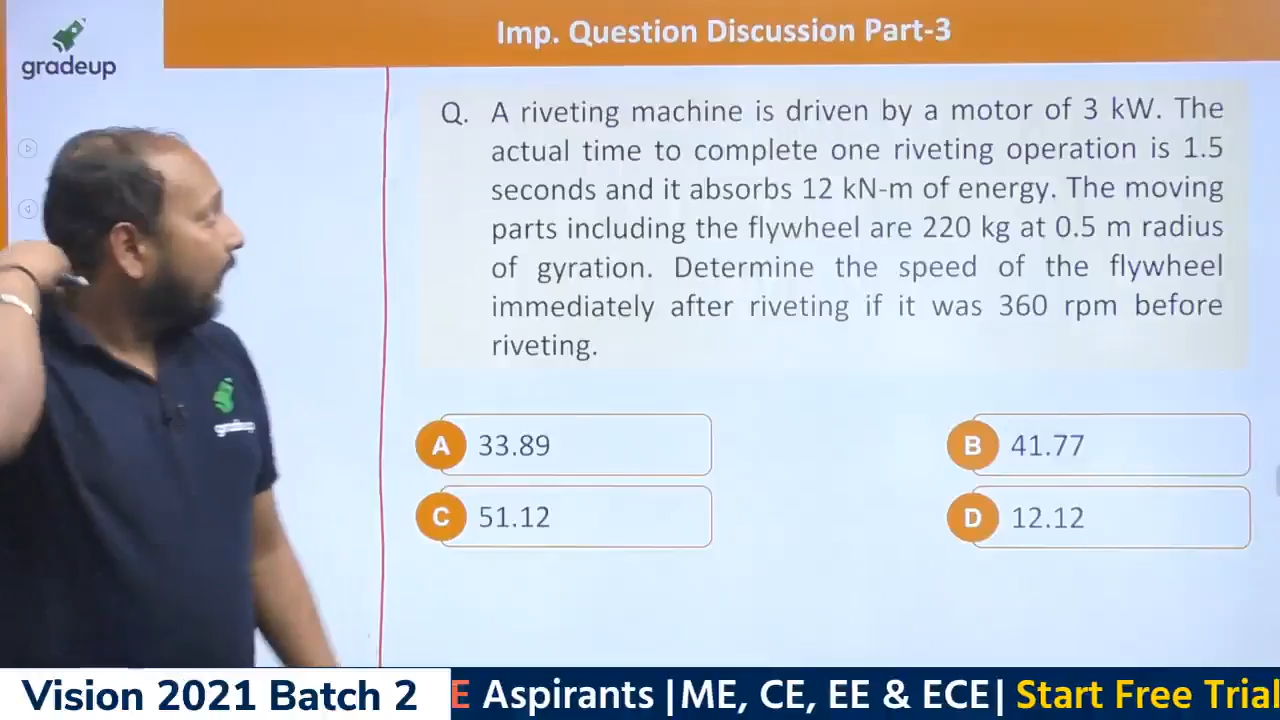 gradeup
Imp. Question Discussion Part-3
Q. A riveting machine is driven by a motor of 3 kW. The
actual time to complete one riveting operation is 1.5
seconds and it absorbs 12 kN-m of energy. The moving
parts including the flywheel are 220 kg at 0.5 m radius
of gyration. Determine the speed of the flywheel
immediately after riveting if it was 360 rpm before
riveting.
A 33.89
B 41.77
C 51.12
D 12.12
gradeup
Vision 2021 Batch 2
E Aspirants |ME, CE, EE & ECE| Start Free Trial